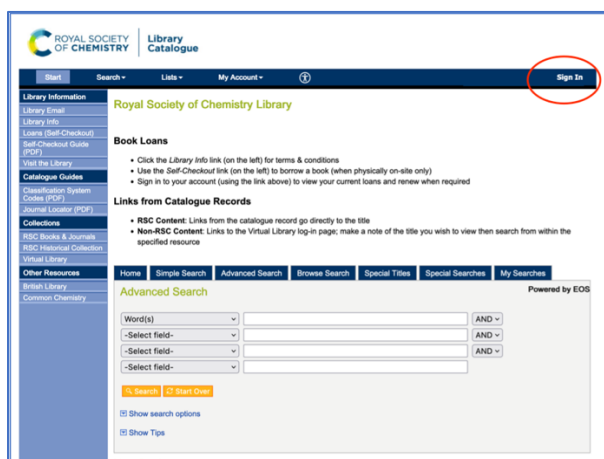 ROYAL SOCIETY
OF CHEMISTRY
Library
Catalogue
Start Search Lists My Account Sign In
Library Information
Library Email
Library Info
Loans (Self-Checkout)
Self-Checkout Guide
(PDF)
Visit the Library
Catalogue Guides
Classification System
Codes (PDF)
Journal Locator (PDF)
Collections
RSC Books & Journals
RSC Historical Collection
Virtual Library
Other Resources
British Library
Common Chemistry
Royal Society of Chemistry Library
Book Loans
• Click the Library Info link (on the left) for terms & conditions
• Use the Self-Checkout link (on the left) to borrow a book (when physically on-site only)
• Sign in to your account (using the link above) to view your current loans and renew when required
Links from Catalogue Records
• RSC Content: Links from the catalogue record go directly to the title
• Non-RSC Content: Links to the Virtual Library log-in page; make a note of the title you wish to view then search from within the
specified resource
Home Simple Search Advanced Search Browse Search Special Titles Special Searches My Searches
Advanced Search Powered by EOS
Word(s) AND
-Select field- AND
-Select field- AND
-Select field-
Search Start Over
Show search options
Show Tips